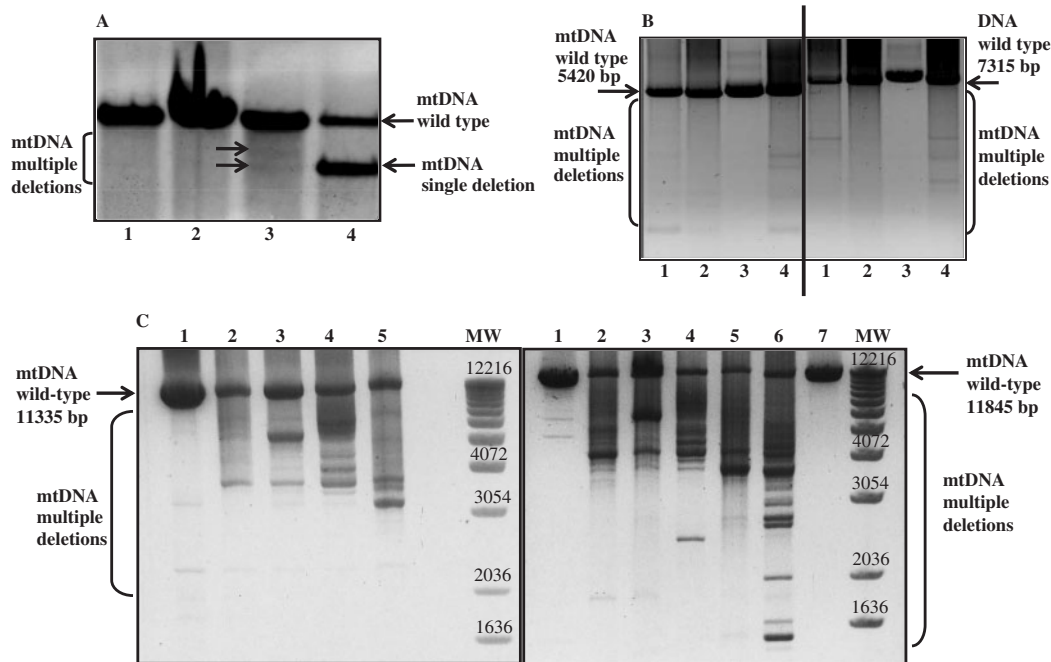 A
mtDNA
wild type
mtDNA
multiple
deletions
mtDNA
single deletion
1 2 3 4
B
mtDNA
wild type
5420 bp
DNA
wild type
7315 bp
mtDNA
multiple
deletions
mtDNA
multiple
deletions
1 2 3 4 1 2 3 4
C
1 2 3 4 5 MW
mtDNA
wild-type
11335 bp
mtDNA
multiple
deletions
12216
4072
3054
2036
1636
1 2 3 4 5 6 7 MW
12216
4072
3054
2036
1636
mtDNA
wild-type
11845 bp
mtDNA
multiple
deletions